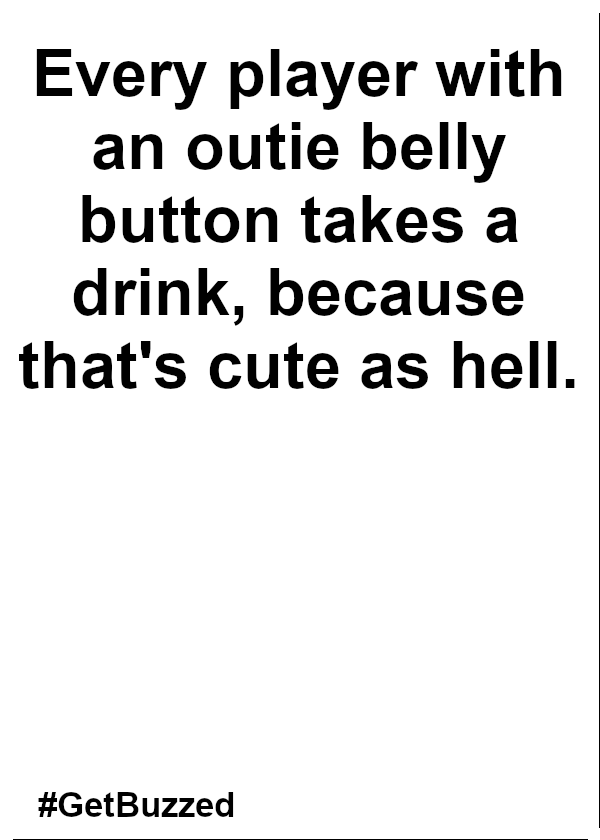 Every player with
an outie belly
button takes a
drink, because
that's cute as hell.
#GetBuzzed